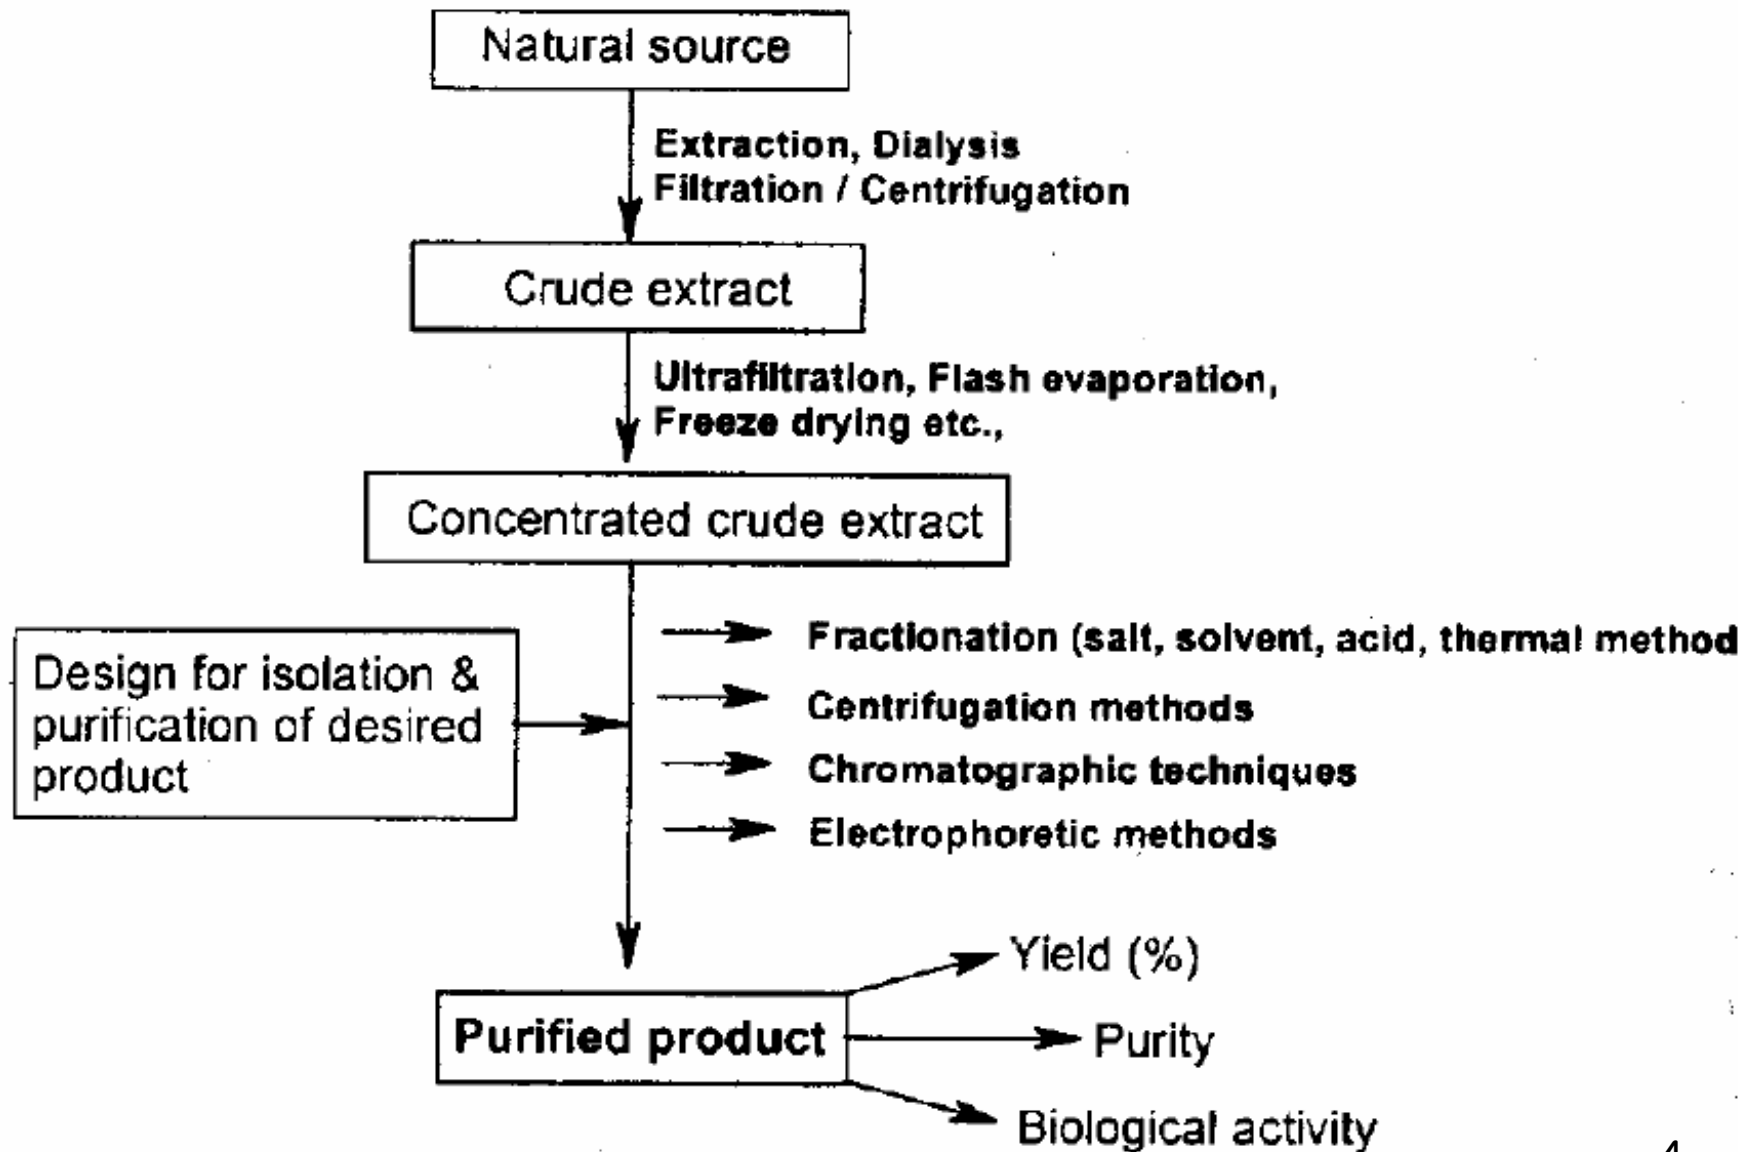 Natural source
Extraction, Dialysis
Filtration / Centrifugation
Crude extract
Ultrafiltration, Flash evaporation,
Freeze drying etc.,
Concentrated crude extract
Design for isolation &
purification of desired
product
Fractionation (salt, solvent, acid, thermal method
Centrifugation methods
Chromatographic techniques
Electrophoretic methods
Purified product
Yield (%)
Purity
Biological activity